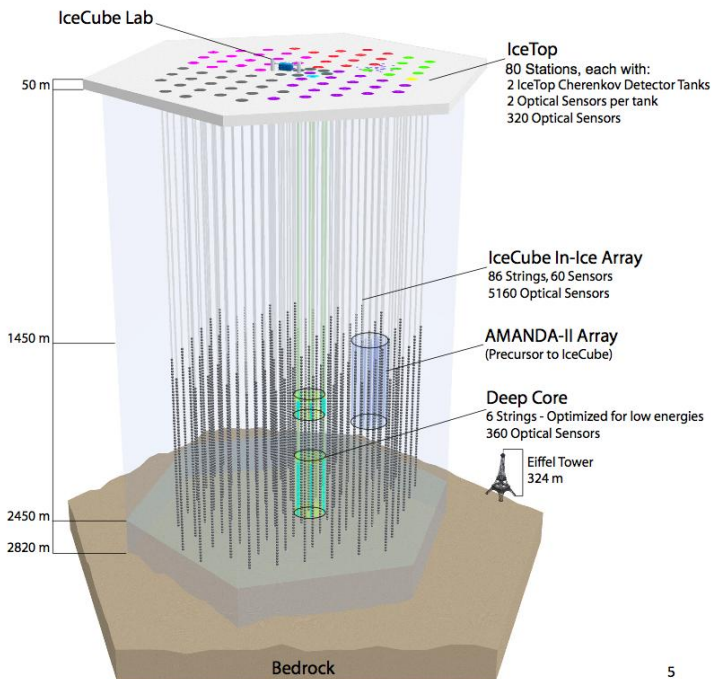 IceCube Lab
IceTop
80 Stations, each with:
2 IceTop Cherenkov Detector Tanks
2 Optical Sensors per tank
320 Optical Sensors
50 m
IceCube In-Ice Array
86 Strings, 60 Sensors
5160 Optical Sensors
1450 m
AMANDA-II Array
(Precursor to IceCube)
Deep Core
6 Strings - Optimized for low energies
360 Optical Sensors
Eiffel Tower
324 m
2450 m
2820 m
Bedrock
5